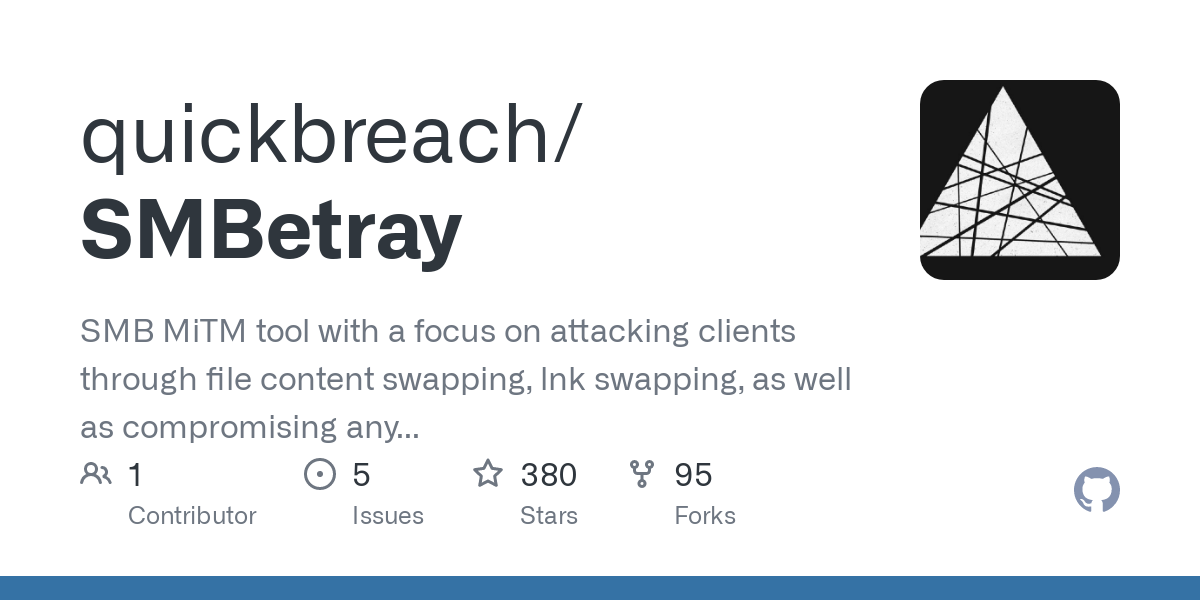 quickbreach/
SMBetray
SMB MiTM tool with a focus on attacking clients
through file content swapping, lnk swapping, as well
as compromising any...
1 5 380 95
Contributor Issues Stars Forks